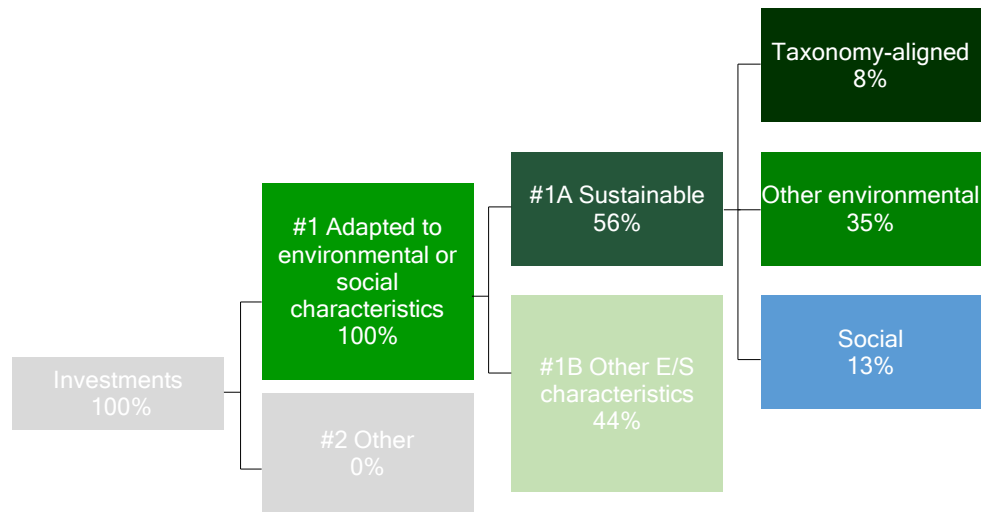 Investments
100%
#1 Adapted to
environmental or
social
characteristics
100%
#2 Other
0%
#1A Sustainable
56%
#1B Other E/S
characteristics
44%
Taxonomy-aligned
8%
Other environmental
35%
Social
13%